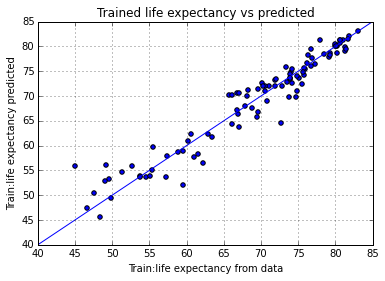 Trained life expectancy vs predicted
Train:life expectancy predicted
85
80
75
70
65
60
55
50
45
40
40 45 50 55 60 65 70 75 80 85
Train:life expectancy from data